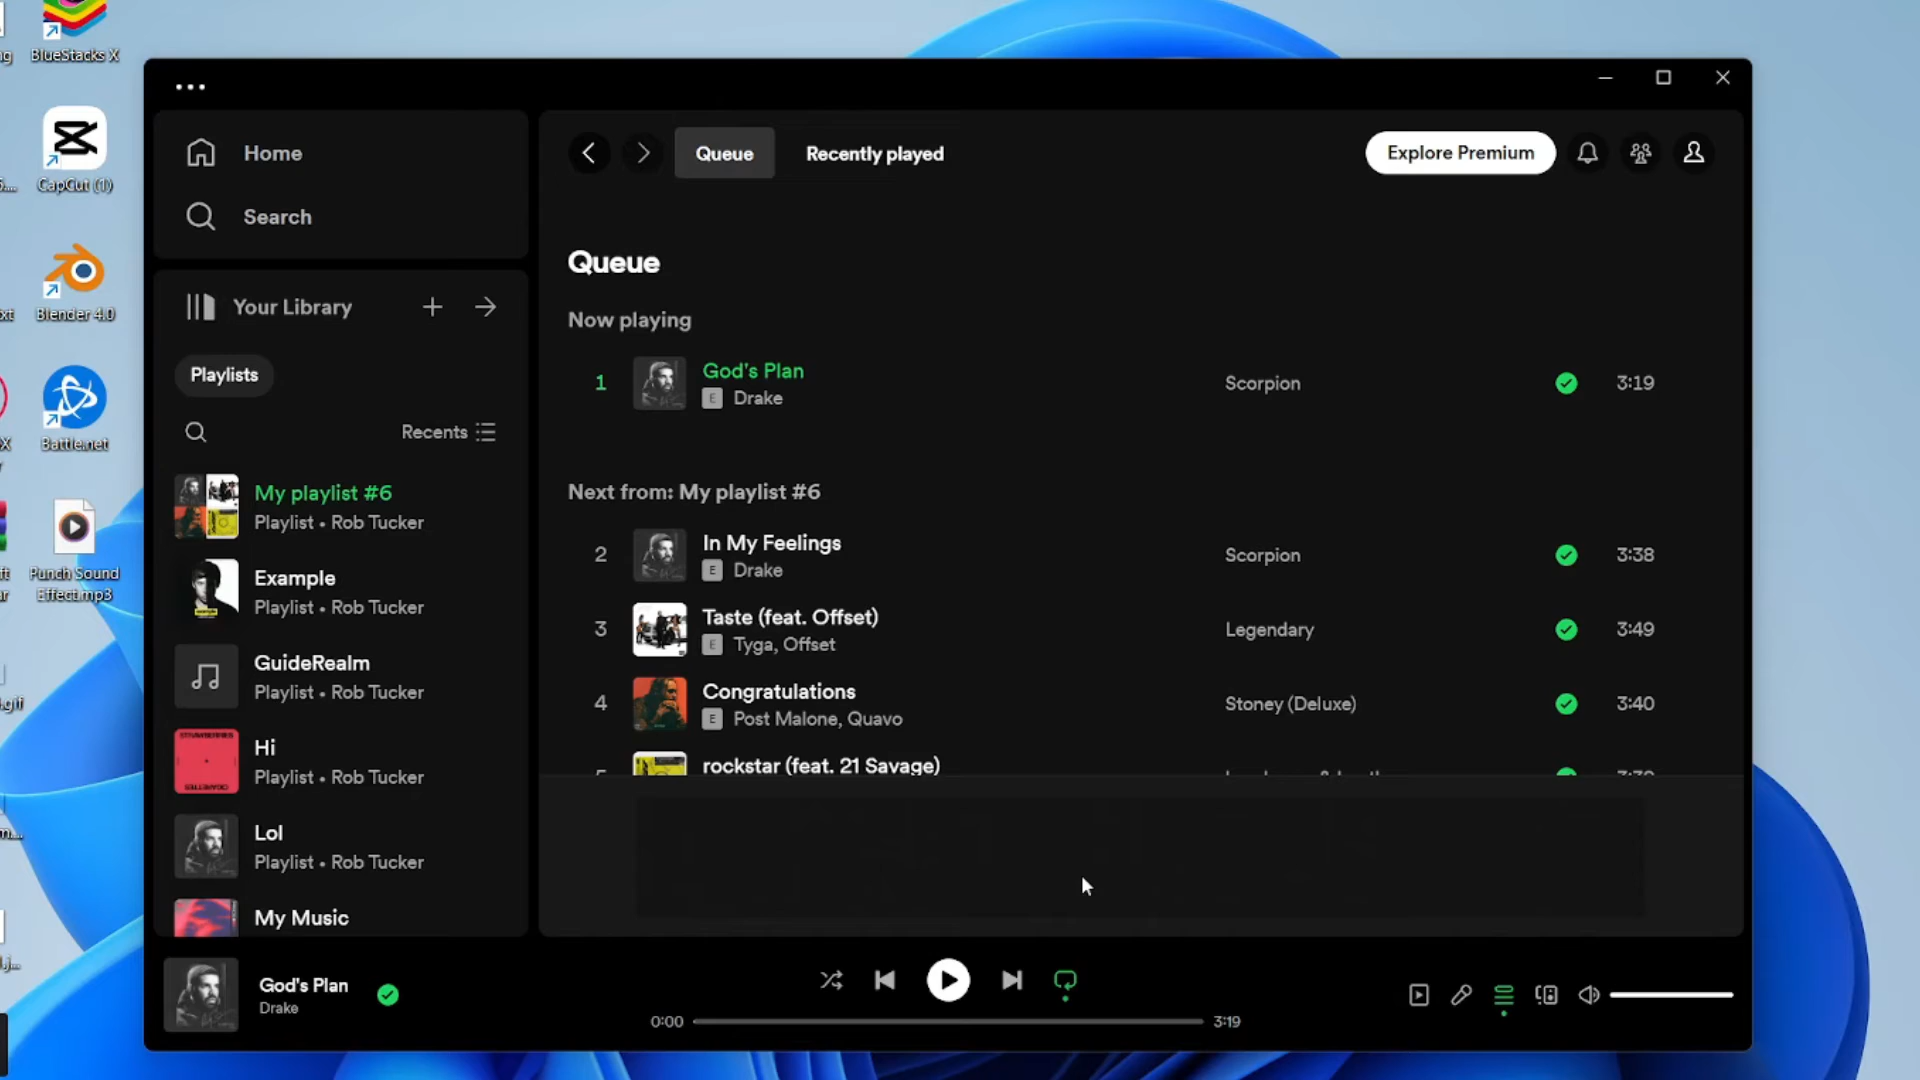 BlueStacks X
CapCut (1)
Blender 4.0
Battle.net
Punch Sound
Effect.mp3
Home
Search
Your Library
Playlists
Recents
My playlist #6
Playlist • Rob Tucker
Example
Playlist • Rob Tucker
GuideRealm
Playlist • Rob Tucker
Hi
Playlist • Rob Tucker
Lol
Playlist • Rob Tucker
My Music
Queue
Recently played
Explore Premium
Queue
Now playing
1 God's Plan Scorpion 3:19
E Drake
Next from: My playlist #6
2 In My Feelings Scorpion 3:38
E Drake
3 Taste (feat. Offset) Legendary 3:49
E Tyga, Offset
4 Congratulations Stoney (Deluxe) 3:40
E Post Malone, Quavo
rockstar (feat. 21 Savage)
God's Plan
Drake
0:00
3:19